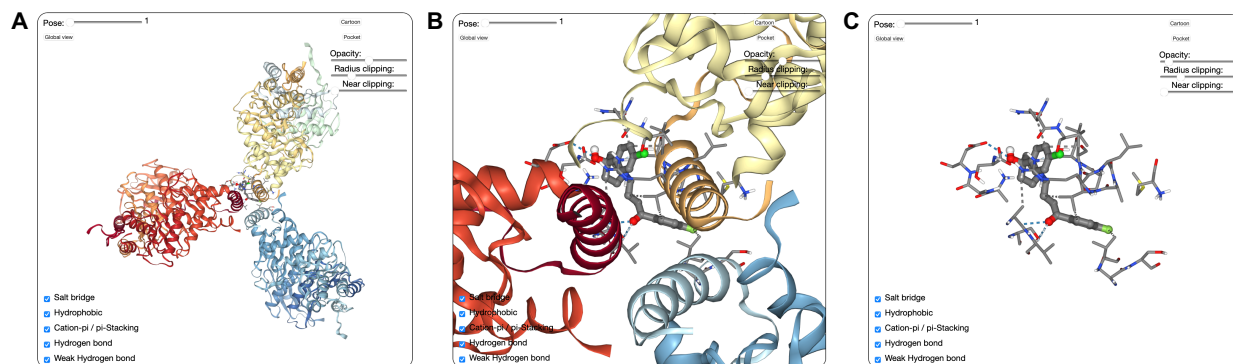 A
Pose:
1
Cartoon
Global view
Pocket
Opacity:
Radius clipping:
Near clipping:
Salt bridge
Hydrophobic
Cation-pi / pi-Stacking
Hydrogen bond
Weak Hydrogen bond
B
Pose:
1
Cartoon
Global view
Pocket
Opacity:
Radius clipping:
Near clipping:
Salt bridge
Hydrophobic
Cation-pi / pi-Stacking
Hydrogen bond
Weak Hydrogen bond
C
Pose:
1
Cartoon
Global view
Pocket
Opacity:
Radius clipping:
Near clipping:
Salt bridge
Hydrophobic
Cation-pi / pi-Stacking
Hydrogen bond
Weak Hydrogen bond